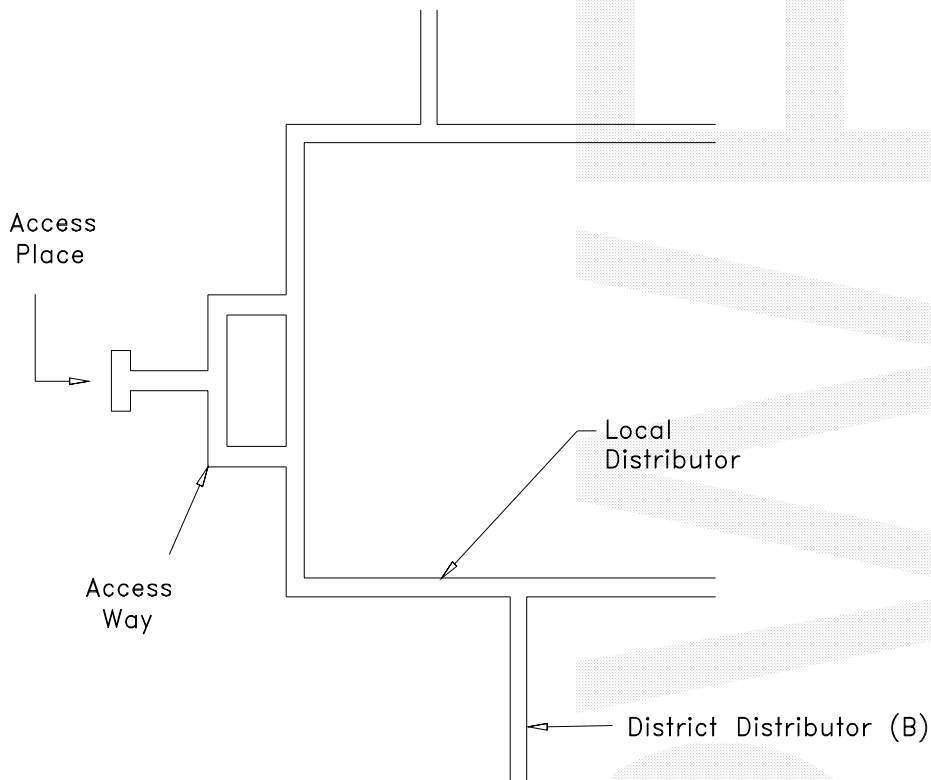 Access
Place
Local
Distributor
Access
Way
District Distributor (B)